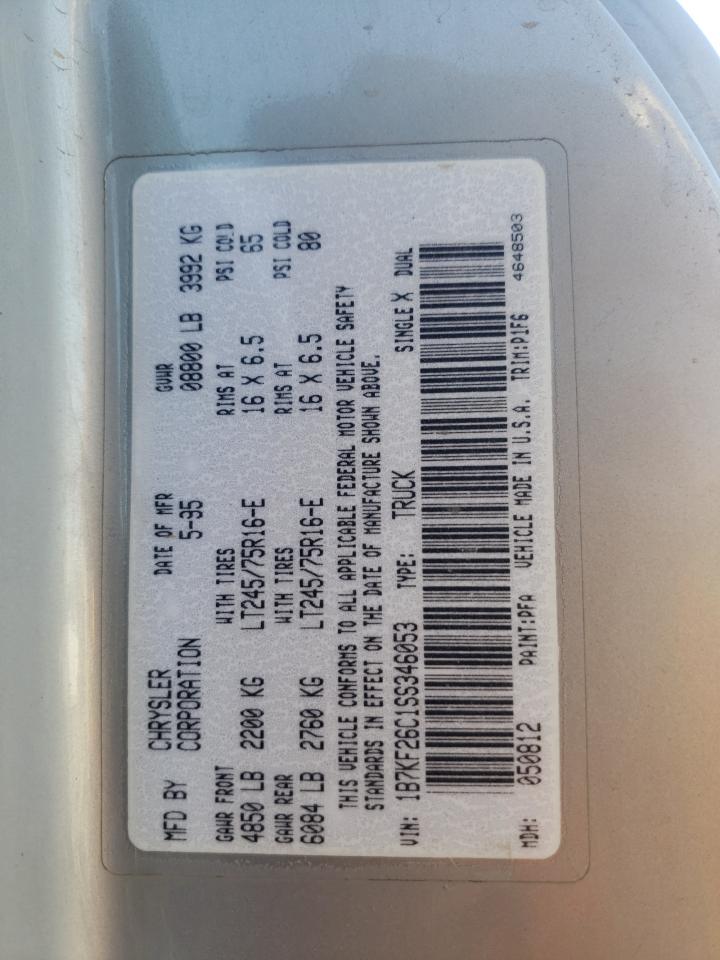 MFD BY CHRYSLER CORPORATION DATE OF MFR 5-95 GVWR 08800 LB 3992 KG
GAWR FRONT WITH TIRES RIMS AT PSI COLD
4850 LB 2200 KG LT245/75R16-E 16 X 6.5 65
GAWR REAR WITH TIRES RIMS AT PSI COLD
6084 LB 2760 KG LT245/75R16-E 16 X 6.5 80
THIS VEHICLE CONFORMS TO ALL APPLICABLE FEDERAL MOTOR VEHICLE SAFETY
STANDARDS IN EFFECT ON THE DATE OF MANUFACTURE SHOWN ABOVE.
VIN: 1B7KF26C1SS346053 TYPE: TRUCK SINGLE X DUAL
MDH: 050812 PAINT:PFA VEHICLE MADE IN U.S.A. TRIM:P1F6 4648503